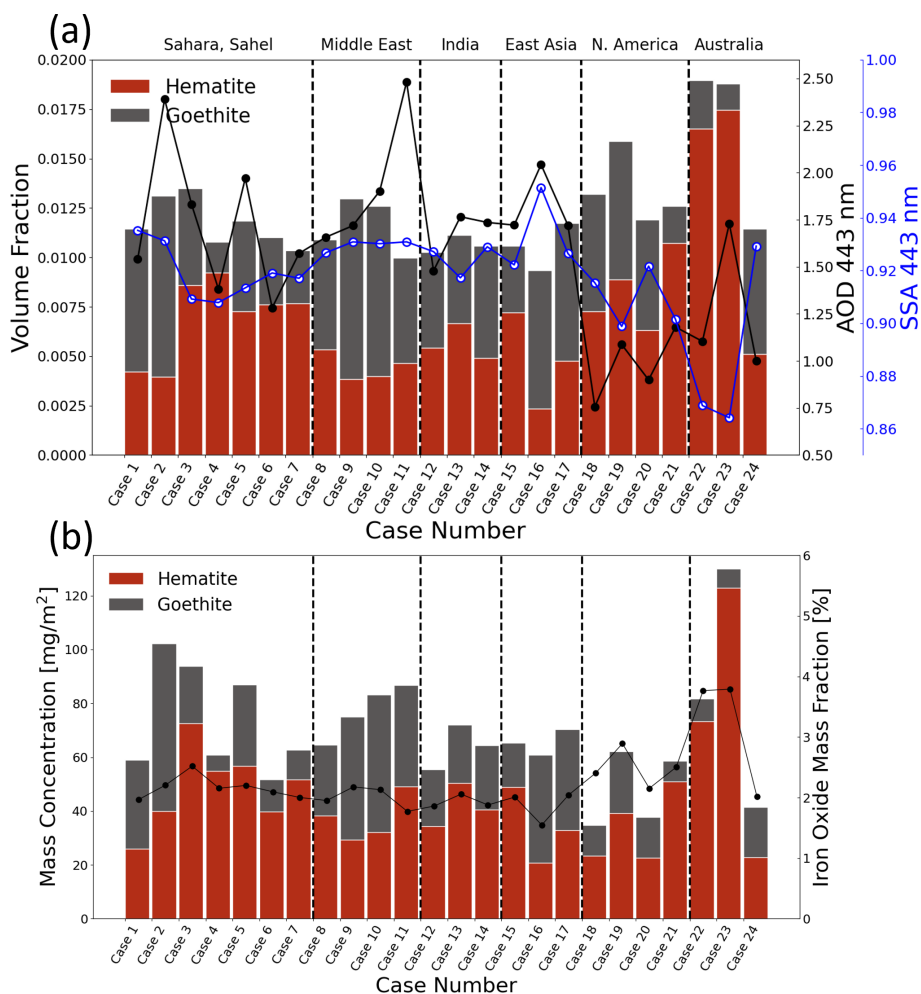 (a)
Sahara, Sahel Middle East India East Asia N. America Australia
Hematite
Goethite
0.0200
0.0175
0.0150
0.0125
0.0100
0.0075
0.0050
0.0025
0.0000
Volume Fraction
2.50
2.25
2.00
1.75
1.50
1.25
1.00
0.75
0.50
AOD 443 nm
1.00
0.98
0.96
0.94
0.92
0.90
0.88
0.86
SSA 443 nm
Case 1
Case 2
Case 3
Case 4
Case 5
Case 6
Case 7
Case 8
Case 9
Case 10
Case 11
Case 12
Case 13
Case 14
Case 15
Case 16
Case 17
Case 18
Case 19
Case 20
Case 21
Case 22
Case 23
Case 24
Case Number
(b)
Hematite
Goethite
120
100
80
60
40
20
0
Mass Concentration [mg/m²]
6
5
4
3
2
1
0
Iron Oxide Mass Fraction [%]
Case 1
Case 2
Case 3
Case 4
Case 5
Case 6
Case 7
Case 8
Case 9
Case 10
Case 11
Case 12
Case 13
Case 14
Case 15
Case 16
Case 17
Case 18
Case 19
Case 20
Case 21
Case 22
Case 23
Case 24
Case Number